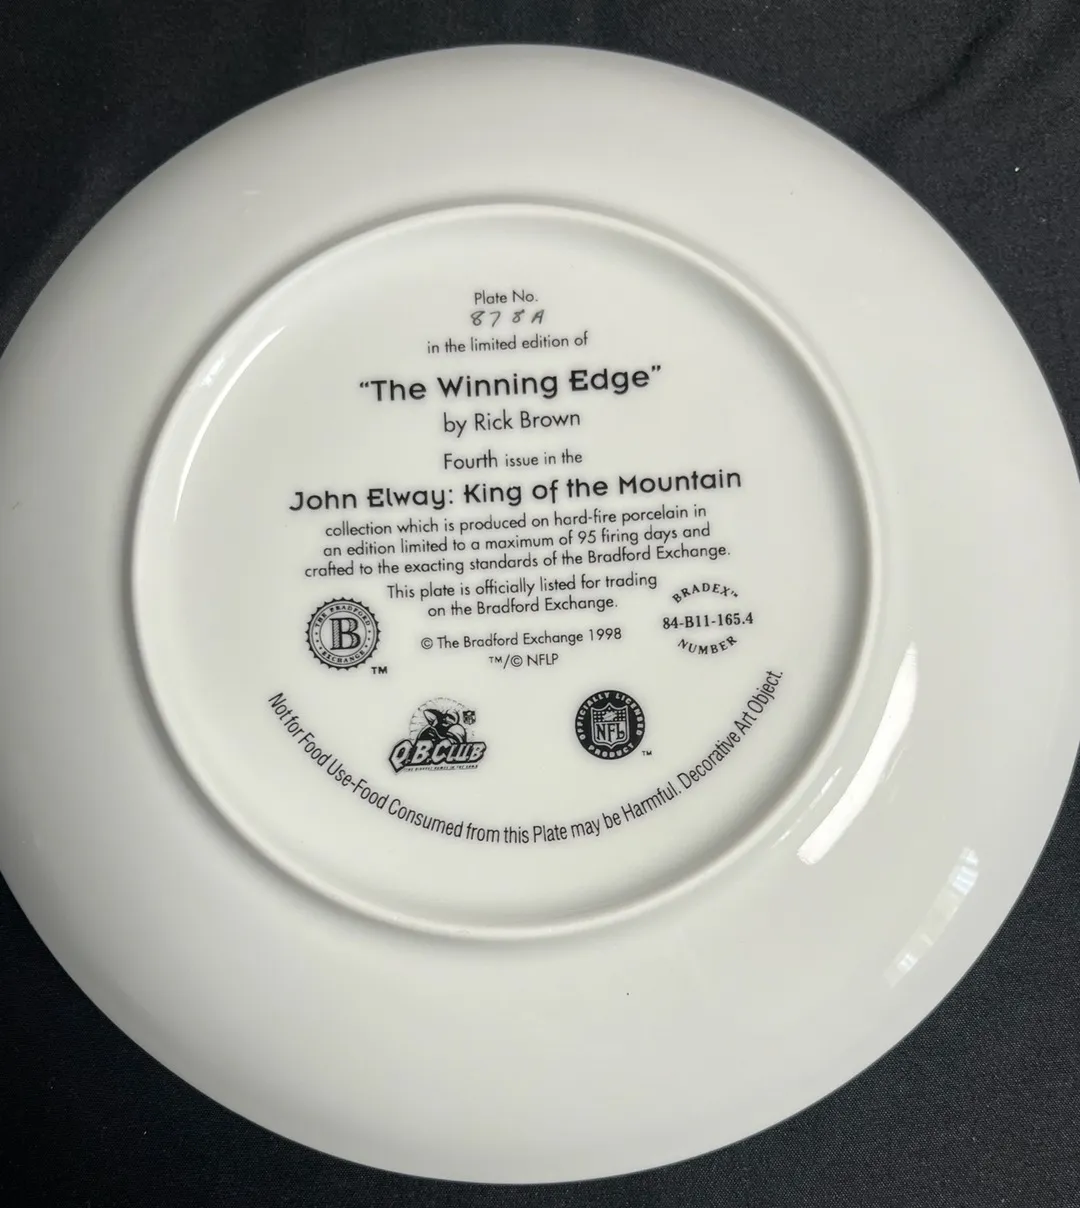 Plate No.
878A
in the limited edition of
“The Winning Edge”
by Rick Brown
Fourth issue in the
John Elway: King of the Mountain
collection which is produced on hard-fire porcelain in
an edition limited to a maximum of 95 firing days and
crafted to the exacting standards of the Bradford Exchange.
This plate is officially listed for trading
on the Bradford Exchange.
THE BRADFORD
B
EXCHANGE
TM
BRADEX™
84-B11-165.4
NUMBER
© The Bradford Exchange 1998
™/© NFLP
Q.B.CLUB
OFFICIALLY LICENSED
NFL
PRODUCT
™
Not for Food Use-Food Consumed from this Plate may be Harmful. Decorative Art Object.